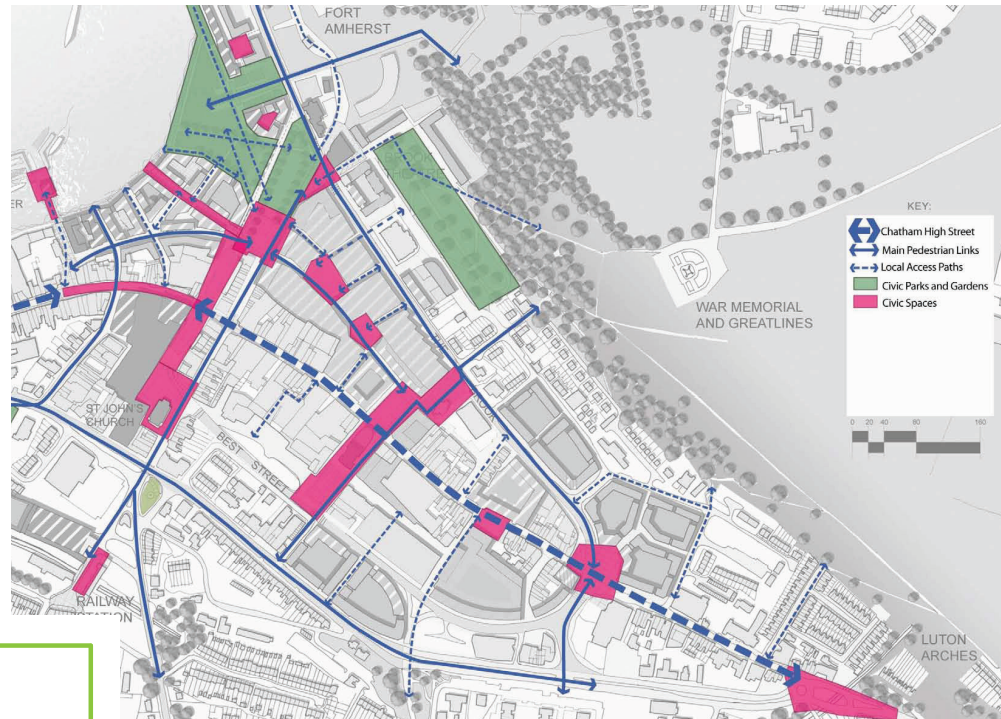 FORT
AMHERST
KEY:
Chatham High Street
Main Pedestrian Links
Local Access Paths
Civic Parks and Gardens
Civic Spaces
WAR MEMORIAL
AND GREATLINES
0 20 40 80 160
ST JOHN'S
CHURCH
BEST STREET
RAILWAY
STATION
LUTON
ARCHES